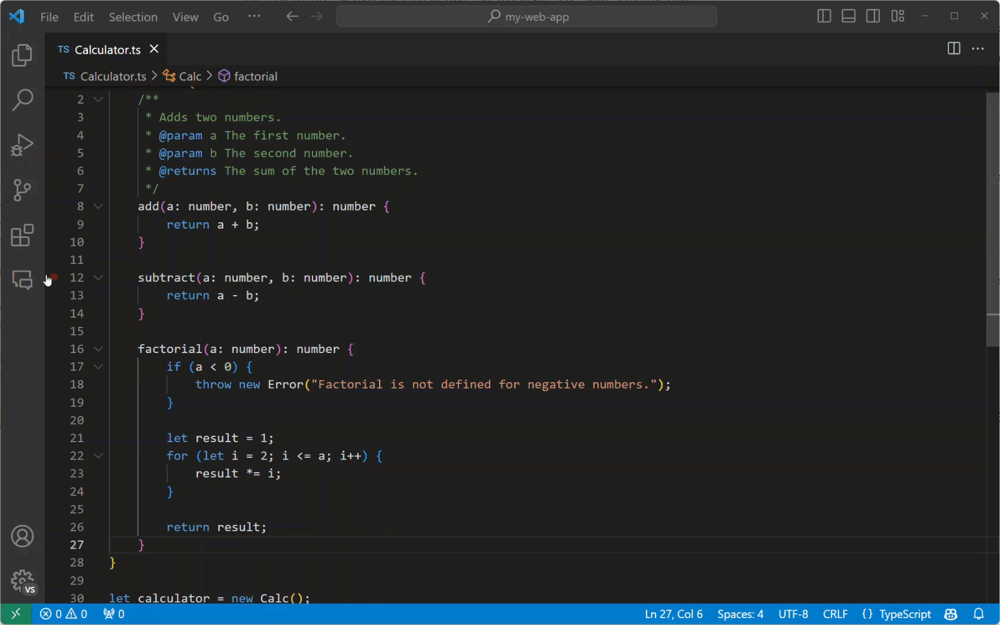 File Edit Selection View Go ··· my-web-app
TS Calculator.ts
TS Calculator.ts > Calc > factorial
2 /**
3 * Adds two numbers.
4 * @param a The first number.
5 * @param b The second number.
6 * @returns The sum of the two numbers.
7 */
8 add(a: number, b: number): number {
9 return a + b;
10 }
11
12 subtract(a: number, b: number): number {
13 return a - b;
14 }
15
16 factorial(a: number): number {
17 if (a < 0) {
18 throw new Error("Factorial is not defined for negative numbers.");
19 }
20
21 let result = 1;
22 for (let i = 2; i <= a; i++) {
23 result *= i;
24 }
25
26 return result;
27 }
28 }
29
30 let calculator = new Calc();
VS
0 0 0 Ln 27, Col 6 Spaces: 4 UTF-8 CRLF {} TypeScript